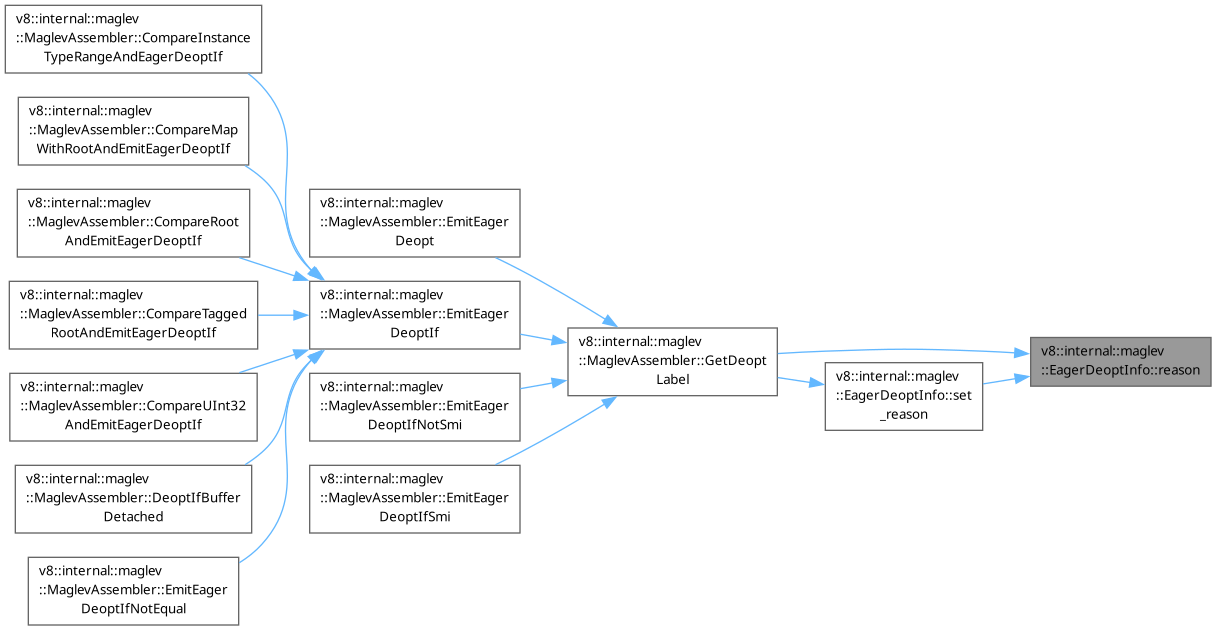 v8::internal::maglev
::MaglevAssembler::CompareInstance
TypeRangeAndEagerDeoptIf
v8::internal::maglev
::MaglevAssembler::CompareMap
WithRootAndEmitEagerDeoptIf
v8::internal::maglev
::MaglevAssembler::CompareRoot
AndEmitEagerDeoptIf
v8::internal::maglev
::MaglevAssembler::CompareTagged
RootAndEmitEagerDeoptIf
v8::internal::maglev
::MaglevAssembler::CompareUInt32
AndEmitEagerDeoptIf
v8::internal::maglev
::MaglevAssembler::DeoptIfBuffer
Detached
v8::internal::maglev
::MaglevAssembler::EmitEager
DeoptIfNotEqual
v8::internal::maglev
::MaglevAssembler::EmitEager
Deopt
v8::internal::maglev
::MaglevAssembler::EmitEager
DeoptIf
v8::internal::maglev
::MaglevAssembler::EmitEager
DeoptIfNotSmi
v8::internal::maglev
::MaglevAssembler::EmitEager
DeoptIfSmi
v8::internal::maglev
::MaglevAssembler::GetDeopt
Label
v8::internal::maglev
::EagerDeoptInfo::set
_reason
v8::internal::maglev
::EagerDeoptInfo::reason